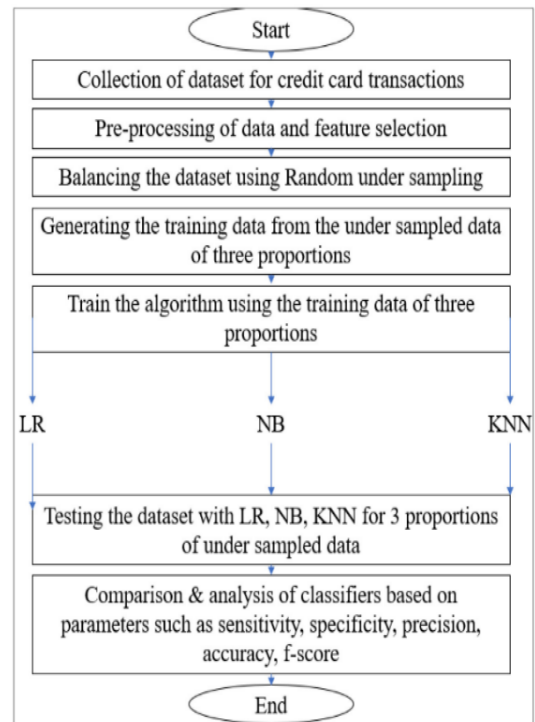 Start
Collection of dataset for credit card transactions
Pre-processing of data and feature selection
Balancing the dataset using Random under sampling
Generating the training data from the under sampled data
of three proportions
Train the algorithm using the training data of three
proportions
LR NB KNN
Testing the dataset with LR, NB, KNN for 3 proportions
of under sampled data
Comparison & analysis of classifiers based on
parameters such as sensitivity, specificity, precision,
accuracy, f-score
End